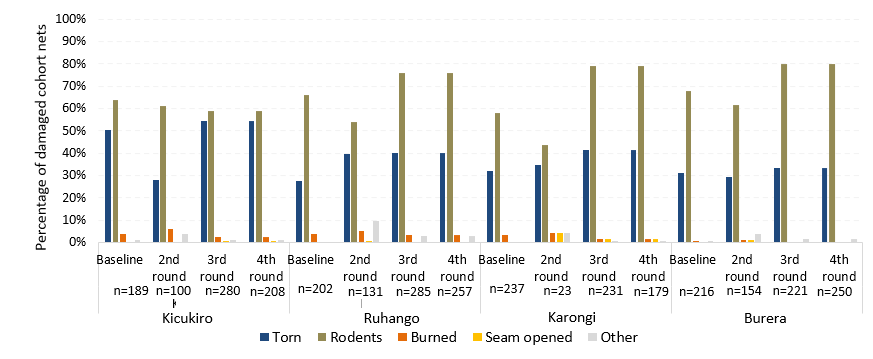 Percentage of damaged cohort nets
100%
90%
80%
70%
60%
50%
40%
30%
20%
10%
0%
Baseline 2nd round 3rd round 4th round Baseline 2nd round 3rd round 4th round Baseline 2nd round 3rd round 4th round Baseline 2nd round 3rd round 4th round
n=189 n=100 n=280 n=208 n=202 n=131 n=285 n=257 n=237 n=23 n=231 n=179 n=216 n=154 n=221 n=250
Kicukiro Ruhango Karongi Burera
Torn Rodents Burned Seam opened Other